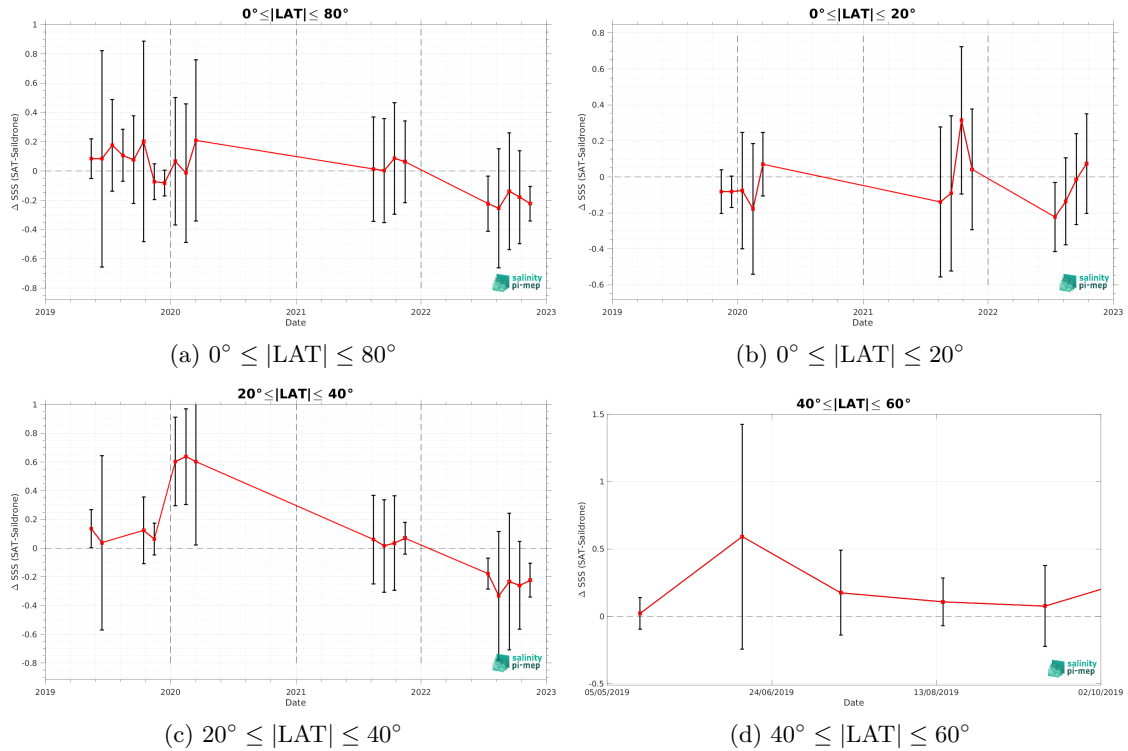 0°≤|LAT|≤ 80°
Δ SSS (SAT-Saildrone)
1
0.8
0.6
0.4
0.2
0
-0.2
-0.4
-0.6
-0.8
2019
2020
2021
2022
2023
Date
salinity
pi-mep
(a) 0° ≤ |LAT| ≤ 80°
0°≤|LAT|≤ 20°
Δ SSS (SAT-Saildrone)
0.8
0.6
0.4
0.2
0
-0.2
-0.4
-0.6
2019
2020
2021
2022
2023
Date
salinity
pi-mep
(b) 0° ≤ |LAT| ≤ 20°
20°≤|LAT|≤ 40°
Δ SSS (SAT-Saildrone)
1
0.8
0.6
0.4
0.2
0
-0.2
-0.4
-0.6
-0.8
2019
2020
2021
2022
2023
Date
salinity
pi-mep
(c) 20° ≤ |LAT| ≤ 40°
40°≤|LAT|≤ 60°
Δ SSS (SAT-Saildrone)
1.5
1
0.5
0
-0.5
05/05/2019
24/06/2019
13/08/2019
02/10/2019
Date
salinity
pi-mep
(d) 40° ≤ |LAT| ≤ 60°